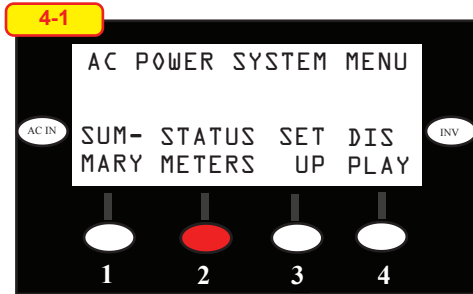 4-1
AC POWER SYSTEM MENU
AC IN
SUM- STATUS SET DIS
MARY METERS UP PLAY
INV
1 2 3 4